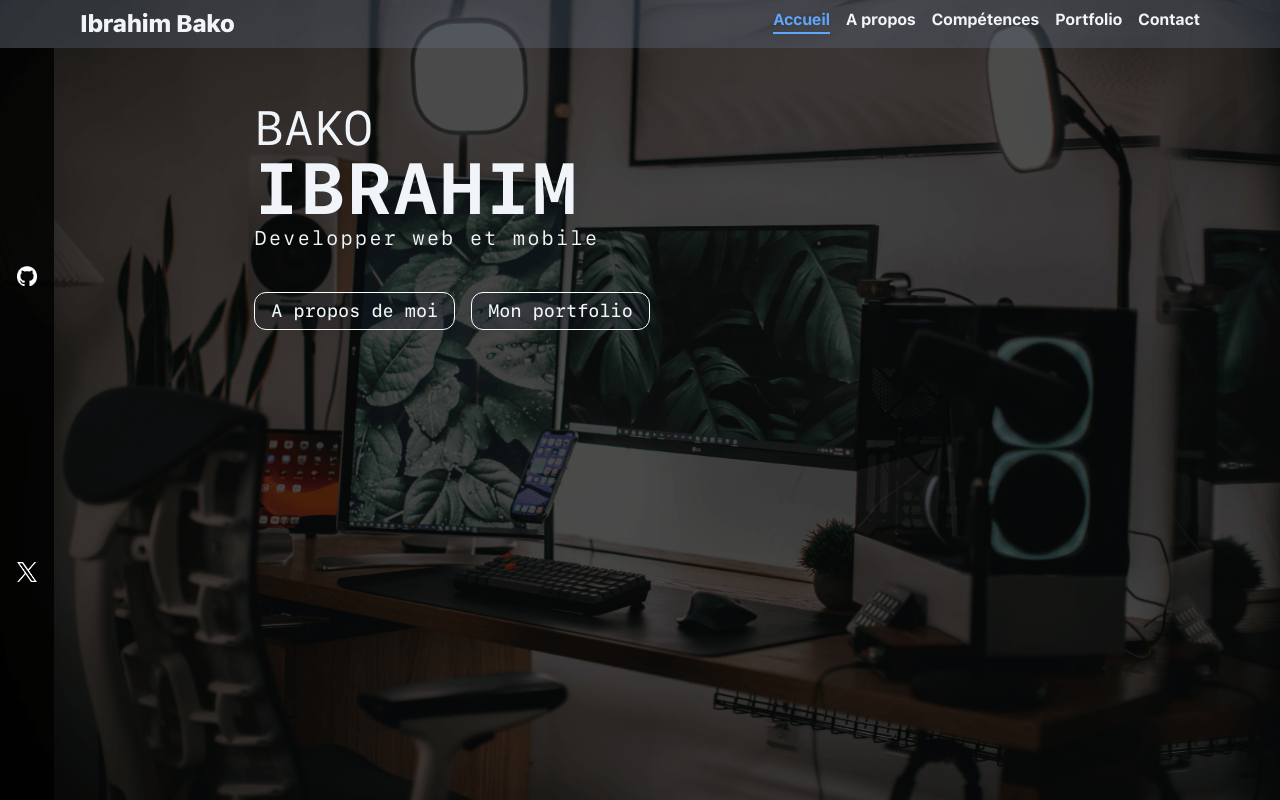 Ibrahim Bako
Accueil A propos Compétences Portfolio Contact
BAKO
IBRAHIM
Developper web et mobile
A propos de moi Mon portfolio